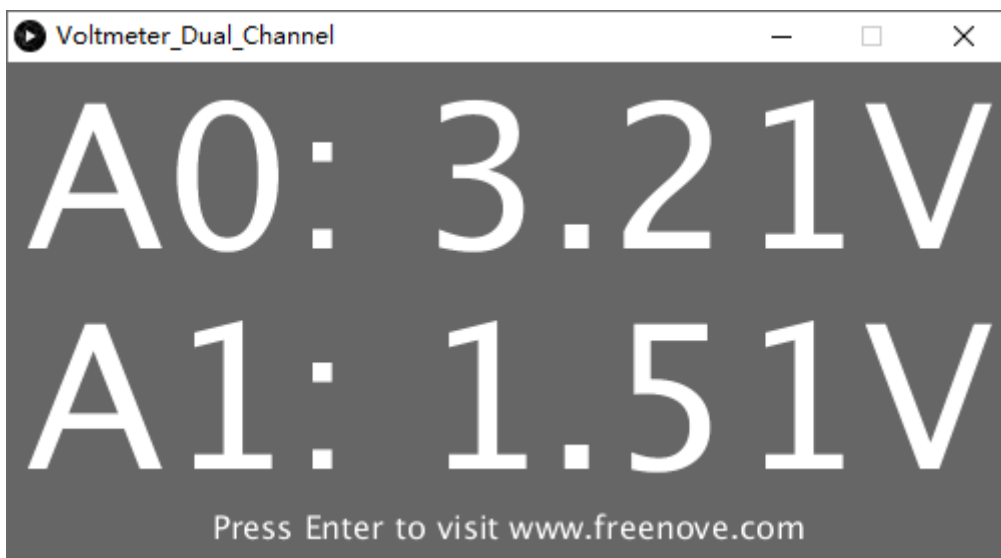 Voltmeter_Dual_Channel
A0: 3.21V
A1: 1.51V
Press Enter to visit www.freenove.com